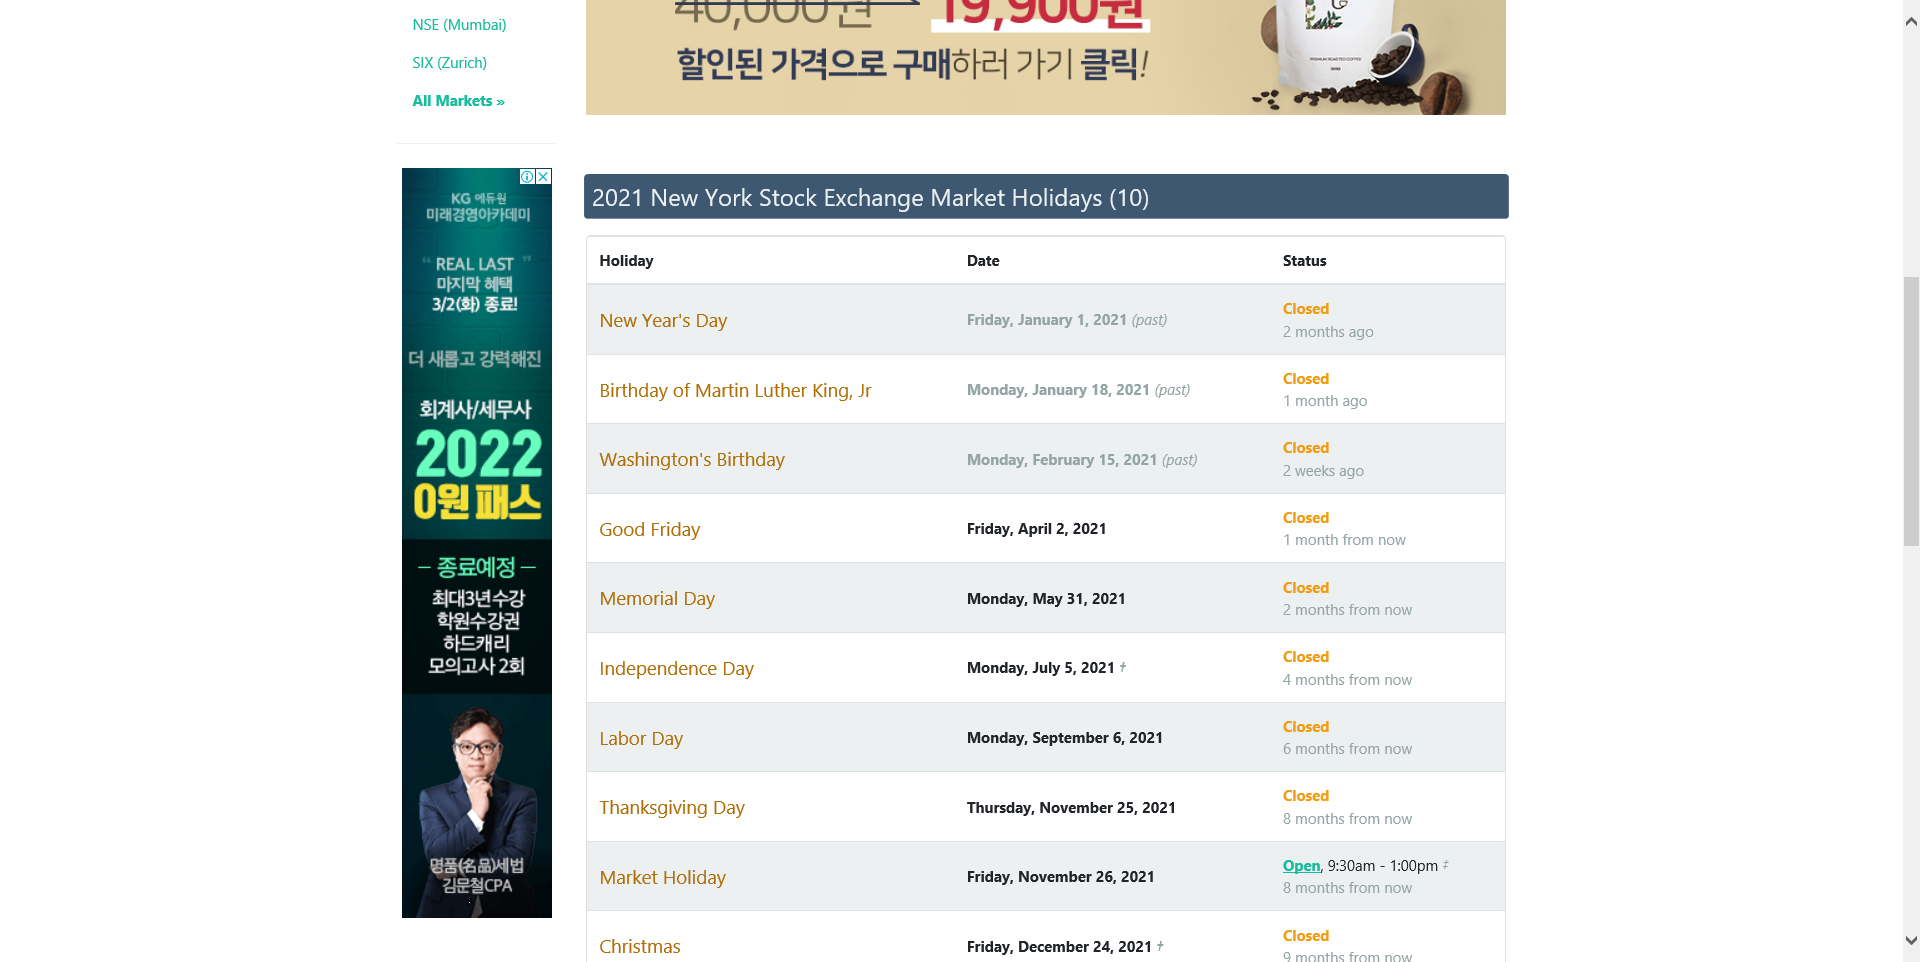 NSE (Mumbai)
SIX (Zurich)
All Markets »
40,000원 19,900원
할인된 가격으로 구매하러 가기 클릭!
PREMIUM ROASTED COFFEE
KG 에듀원
미래경영아카데미
“ REAL LAST ”
마지막 혜택
3/2(화) 종료!
더 새롭고 강력해진
회계사/세무사
2022
0원 패스
– 종료예정 –
최대3년수강
학원수강권
하드캐리
모의고사 2회
명품(名品)세법
김문철CPA
2021 New York Stock Exchange Market Holidays (10)
Holiday Date Status
New Year's Day Friday, January 1, 2021 (past) Closed
2 months ago
Birthday of Martin Luther King, Jr Monday, January 18, 2021 (past) Closed
1 month ago
Washington's Birthday Monday, February 15, 2021 (past) Closed
2 weeks ago
Good Friday Friday, April 2, 2021 Closed
1 month from now
Memorial Day Monday, May 31, 2021 Closed
2 months from now
Independence Day Monday, July 5, 2021 † Closed
4 months from now
Labor Day Monday, September 6, 2021 Closed
6 months from now
Thanksgiving Day Thursday, November 25, 2021 Closed
8 months from now
Market Holiday Friday, November 26, 2021 Open, 9:30am - 1:00pm ‡
8 months from now
Christmas Friday, December 24, 2021 † Closed
9 months from now